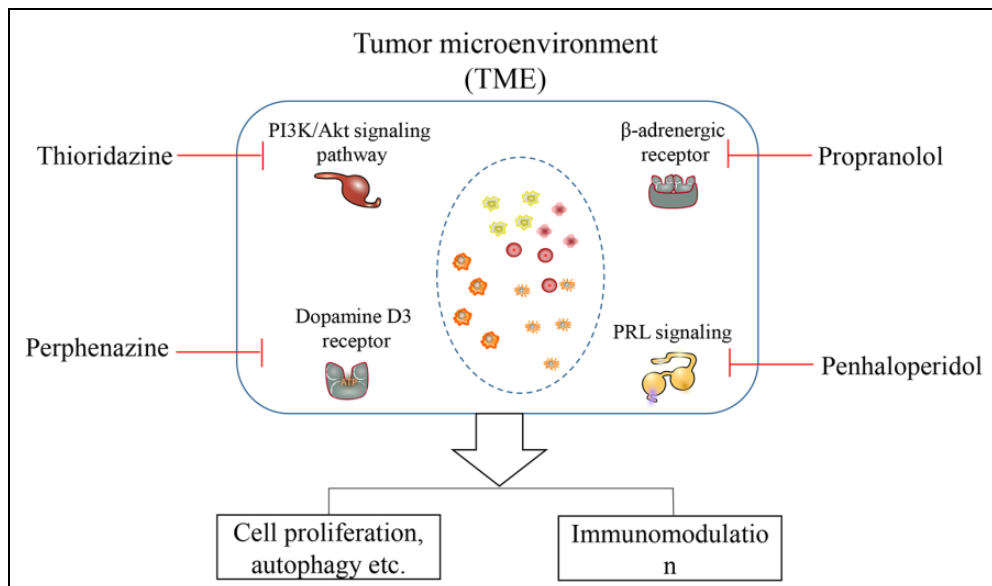 Tumor microenvironment
(TME)
PI3K/Akt signaling
pathway
β-adrenergic
receptor
Thioridazine
Propranolol
Dopamine D3
receptor
PRL signaling
Perphenazine
Penhaloperidol
ATP
Cell proliferation,
autophagy etc.
Immunomodulatio
n